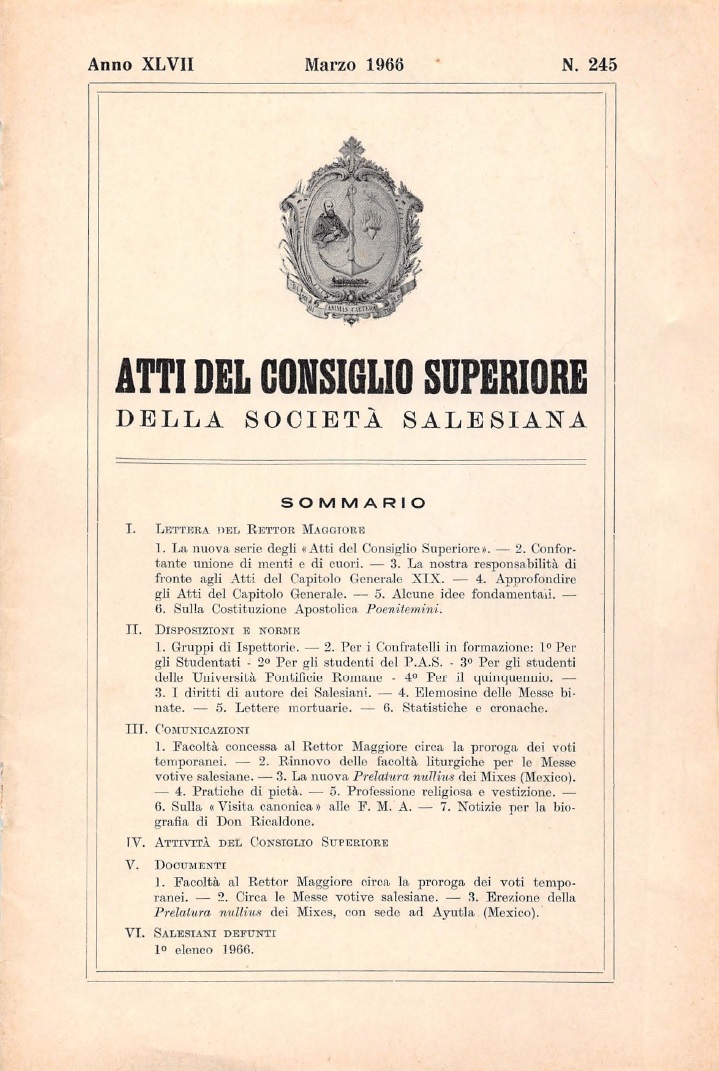 Anno XLVII Marzo 1966 N. 245
ANIMAS CAETERA
ATTI DEL CONSIGLIO SUPERIORE
DELLA SOCIETÀ SALESIANA
SOMMARIO
I. LETTERA DEL RETTOR MAGGIORE
1. La nuova serie degli «Atti del Consiglio Superiore». — 2. Confor-
tante unione di menti e di cuori. — 3. La nostra responsabilità di
fronte agli Atti del Capitolo Generale XIX. — 4. Approfondire
gli Atti del Capitolo Generale. — 5. Alcune idee fondamentali. —
6. Sulla Costituzione Apostolica Poenitemini.
II. DISPOSIZIONI E NORME
1. Gruppi di Ispettorie. — 2. Per i Confratelli in formazione: 1º Per
gli Studentati - 2º Per gli studenti del P.A.S. - 3º Per gli studenti
delle Università Pontificie Romane - 4º Per il quinquennio. —
3. I diritti di autore dei Salesiani. — 4. Elemosine delle Messe bi-
nate. — 5. Lettere mortuarie. — 6. Statistiche e cronache.
III. COMUNICAZIONI
1. Facoltà concessa al Rettor Maggiore circa la proroga dei voti
temporanei. — 2. Rinnovo delle facoltà liturgiche per le Messe
votive salesiane. — 3. La nuova Prelatura nullius dei Mixes (Mexico).
— 4. Pratiche di pietà. — 5. Professione religiosa e vestizione. —
6. Sulla «Visita canonica» alle F. M. A. — 7. Notizie per la bio-
grafia di Don Ricaldone.
IV. ATTIVITÀ DEL CONSIGLIO SUPERIORE
V. DOCUMENTI
1. Facoltà al Rettor Maggiore circa la proroga dei voti tempo-
ranei. — 2. Circa le Messe votive salesiane. — 3. Erezione della
Prelatura nullius dei Mixes, con sede ad Ayutla (Mexico).
VI. SALESIANI DEFUNTI
1º elenco 1966.